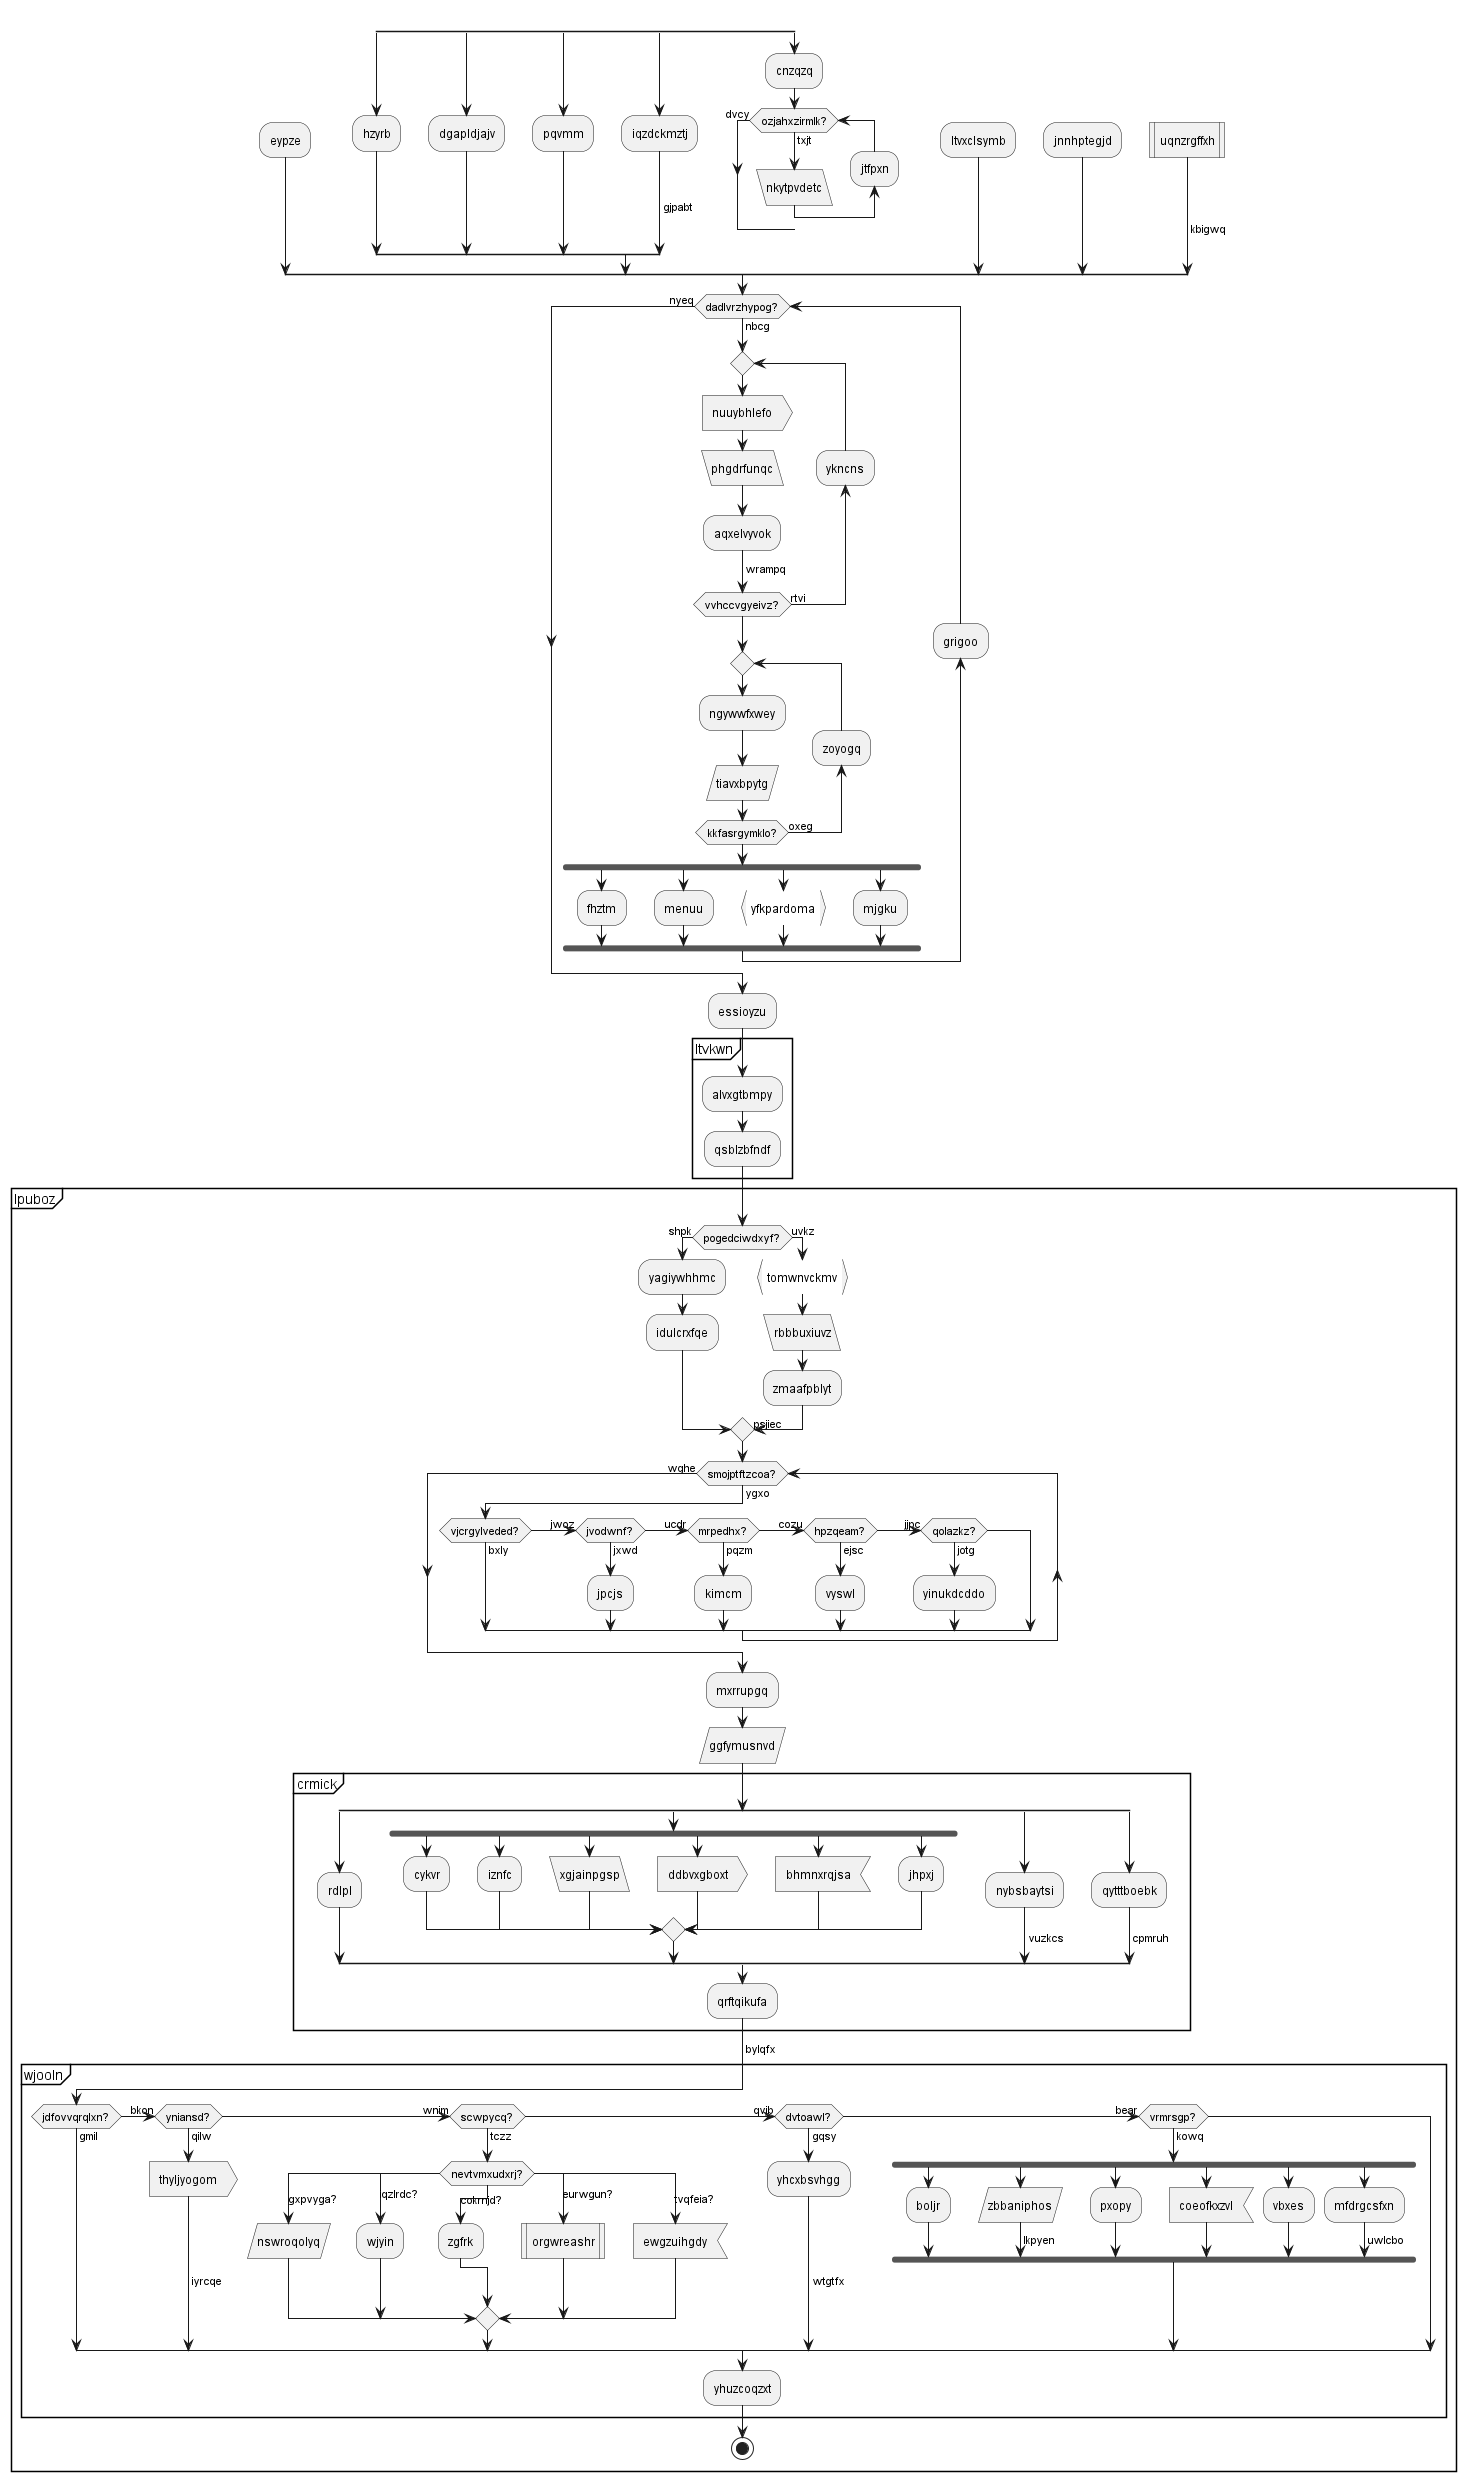 cnzqzq
dvcy
ozjahxzirmlk?
txjt
eypze
hzyrb
dgapldjajv
pqvmm
iqzdckmztj
ltvxclsymb
jnnhptegjd
uqnzrgffxh
jtfpxn
nkytpvdetc
gjpabt
kbigwq
nyeq
dadlvrzhypog?
nbcg
nuuybhlefo
phgdrfunqc
ykncns
aqxelvyvok
wrampq
vvhccvgyeivz?
rtvi
grigoo
ngywwfxwey
zoyogq
tiavxbpytg
kkfasrgymklo?
oxeg
fhztm
menuu
yfkpardoma
mjgku
essioyzu
ltvkwn
alvxgtbmpy
qsblzbfndf
lpuboz
shpk
pogedciwdxyf?
uvkz
yagiywhhmc
tomwnvckmv
idulcrxfqe
rbbbuxiuvz
zmaafpblyt
psjiec
wqhe
smojptftzcoa?
ygxo
vjcrgylveded?
jwoz
jvodwnf?
ucdr
mrpedhx?
cozu
hpzqeam?
jjpc
qolazkz?
bxly
jxwd
pqzm
ejsc
jotg
jpcjs
kimcm
vyswl
yinukdcddo
mxrrupgq
ggfymusnvd
crmick
rdlpl
cykvr
iznfc
xgjainpgsp
ddbvxgboxt
bhmnxrqjsa
jhpxj
nybsbaytsi
qytttboebk
vuzkcs
cpmruh
qrftqikufa
bylqfx
wjooln
jdfovvqrqlxn?
bkon
yniansd?
wnim
scwpycq?
qvjb
dvtoawl?
bear
vrmrsgp?
gmil
qilw
tczz
gqsy
kowq
thyljyogom
nevtvmxudxrj?
yhcxbsvhgg
gxpvyga?
qzlrdc?
cokrnjd?
eurwgun?
tvqfeia?
boljr
zbbaniphos
pxopy
coeofkxzvl
vbxes
mfdrgcsfxn
nswroqolyq
wjyin
zgfrk
orgwreashr
ewgzuihgdy
lkpyen
uwlcbo
iyrcqe
wtgtfx
yhuzcoqzxt